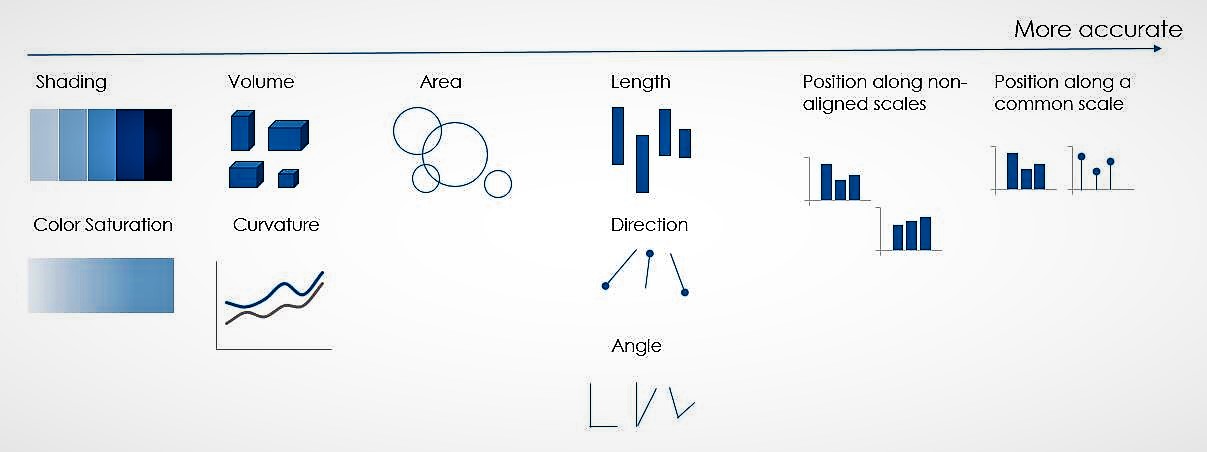 More accurate
Shading
Volume
Area
Length
Position along non-
aligned scales
Position along a
common scale
Color Saturation
Curvature
Direction
Angle